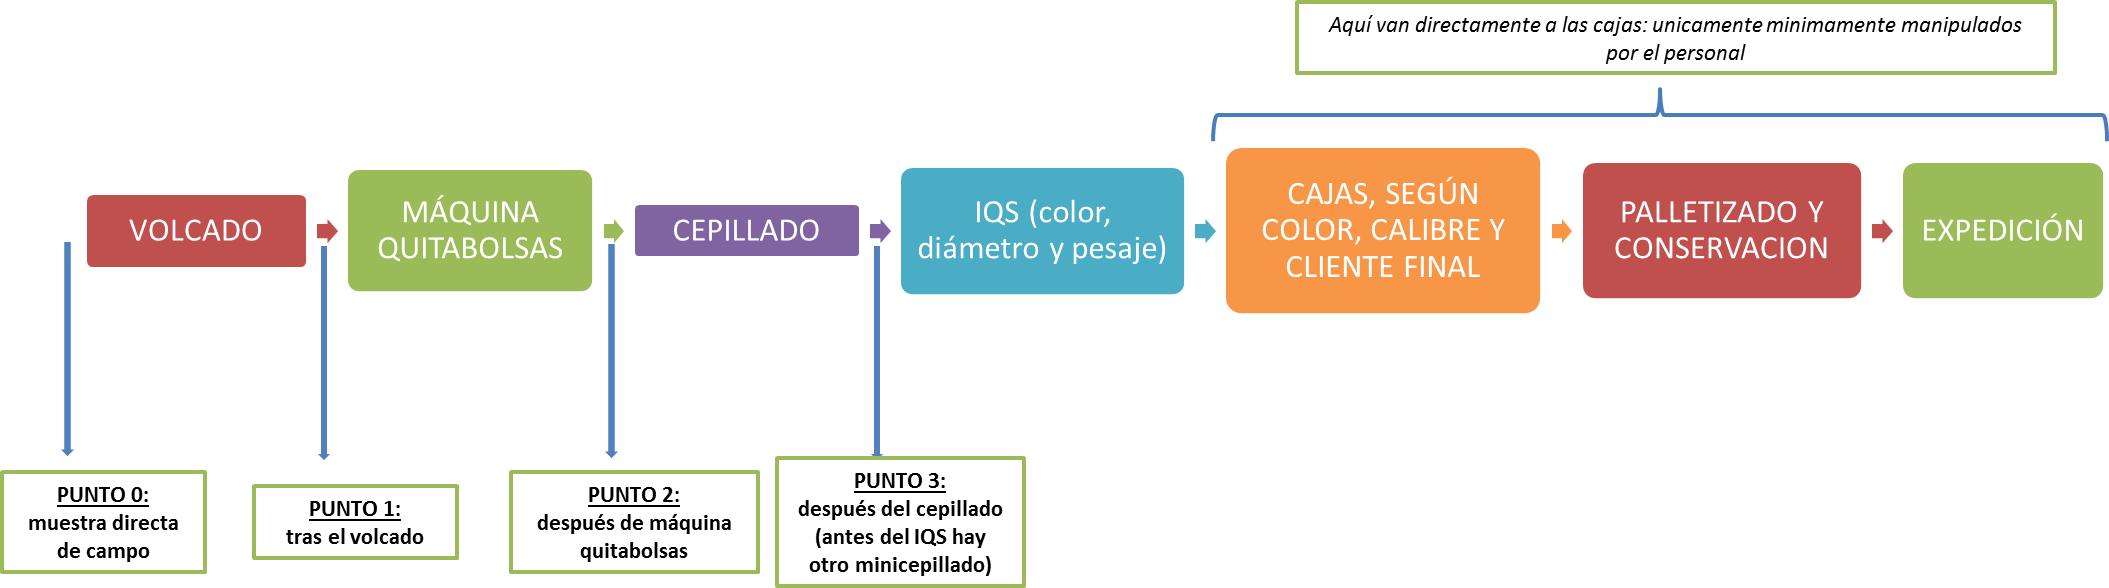 Aquí van directamente a las cajas: unicamente minimamente manipulados
por el personal
VOLCADO
MÁQUINA
QUITABOLSAS
CEPILLADO
IQS (color,
diámetro y pesaje)
CAJAS, SEGÚN
COLOR, CALIBRE Y
CLIENTE FINAL
PALLETIZADO Y
CONSERVACION
EXPEDICIÓN
PUNTO 0:
muestra directa
de campo
PUNTO 1:
tras el volcado
PUNTO 2:
después de máquina
quitabolsas
PUNTO 3:
después del cepillado
(antes del IQS hay
otro minicepillado)